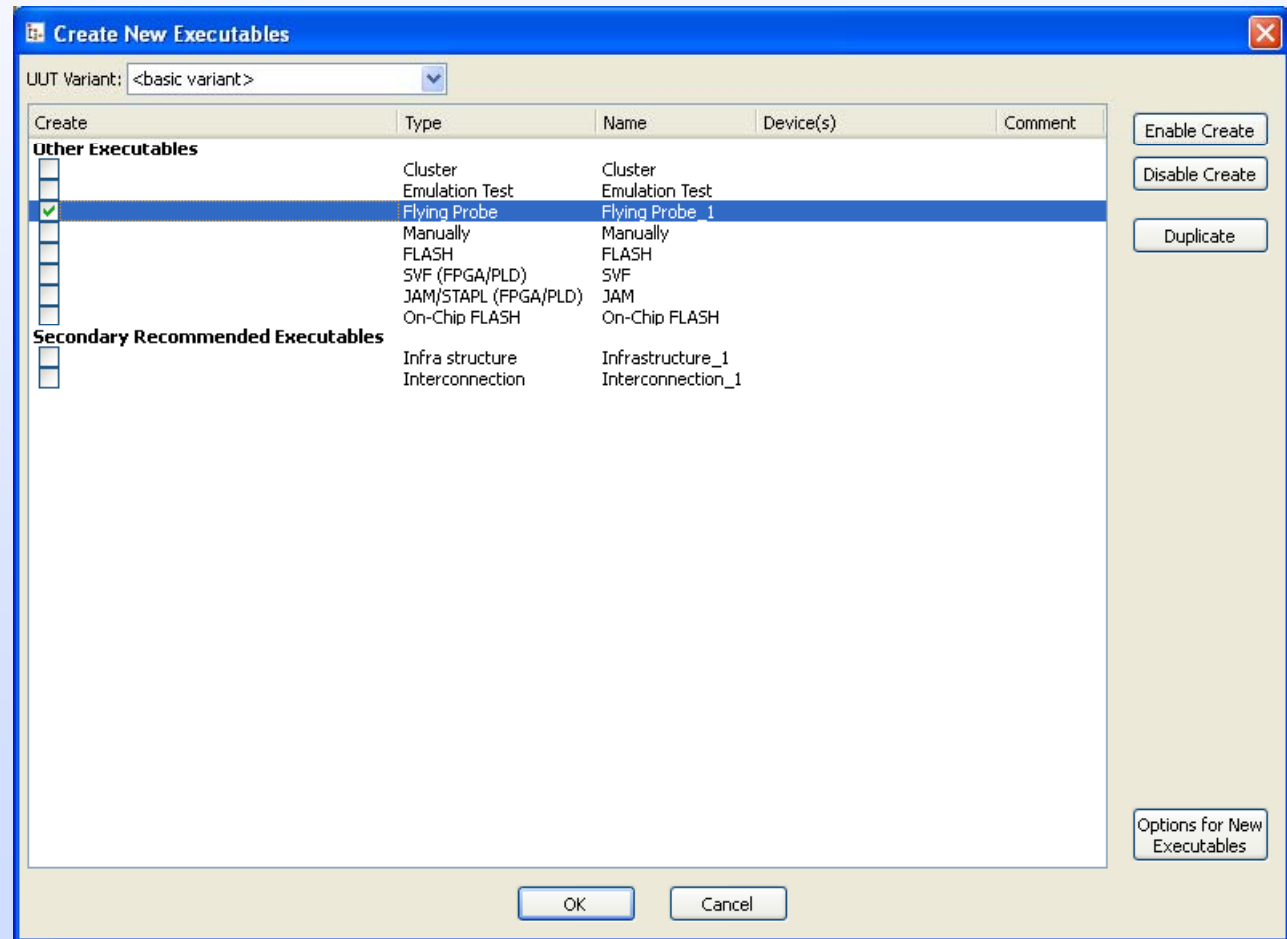 Create New Executables
UUT Variant: <basic variant>
Create Type Name Device(s) Comment
Enable Create
Other Executables
Cluster Cluster
Disable Create
Emulation Test Emulation Test
Flying Probe Flying Probe_1
Manually Manually
Duplicate
FLASH FLASH
SVF (FPGA/PLD) SVF
JAM/STAPL (FPGA/PLD) JAM
On-Chip FLASH On-Chip FLASH
Secondary Recommended Executables
Infra structure Infrastructure_1
Interconnection Interconnection_1
Options for New
Executables
OK Cancel